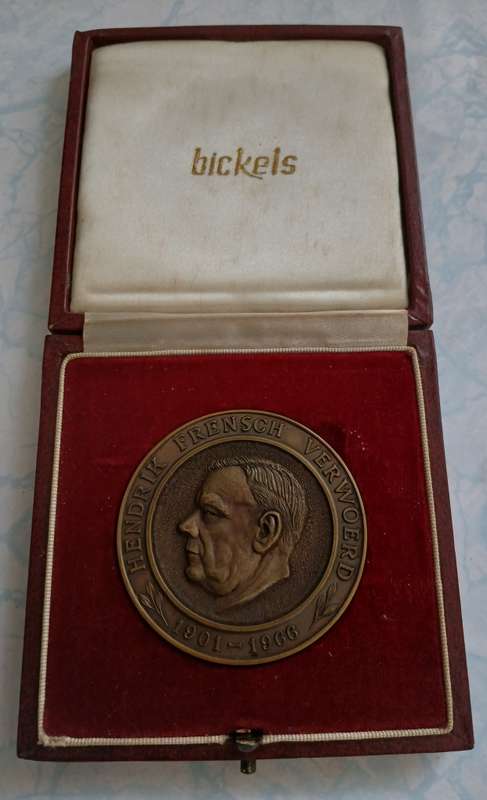 bickels
HENDRIK FRENSCH VERWOERD
1901-1966